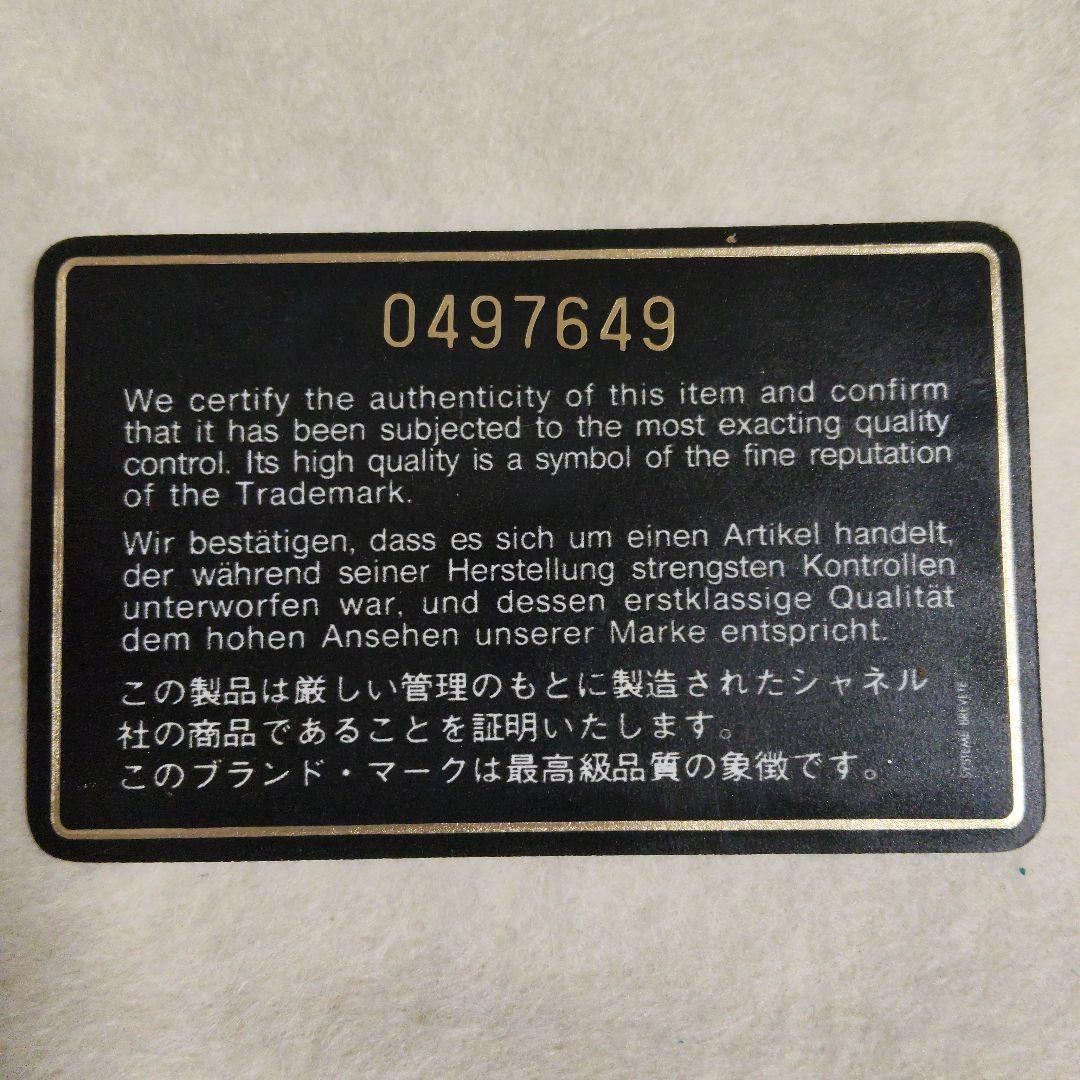 0497649
We certify the authenticity of this item and confirm
that it has been subjected to the most exacting quality
control. Its high quality is a symbol of the fine reputation
of the Trademark.
Wir bestätigen, dass es sich um einen Artikel handelt,
der während seiner Herstellung strengsten Kontrollen
unterworfen war, und dessen erstklassige Qualität
dem hohen Ansehen unserer Marke entspricht.
この製品は厳しい管理のもとに製造されたシャネル
社の商品であることを証明いたします。
このブランド・マークは最高級品質の象徴です。
SYSTEME BREVETE